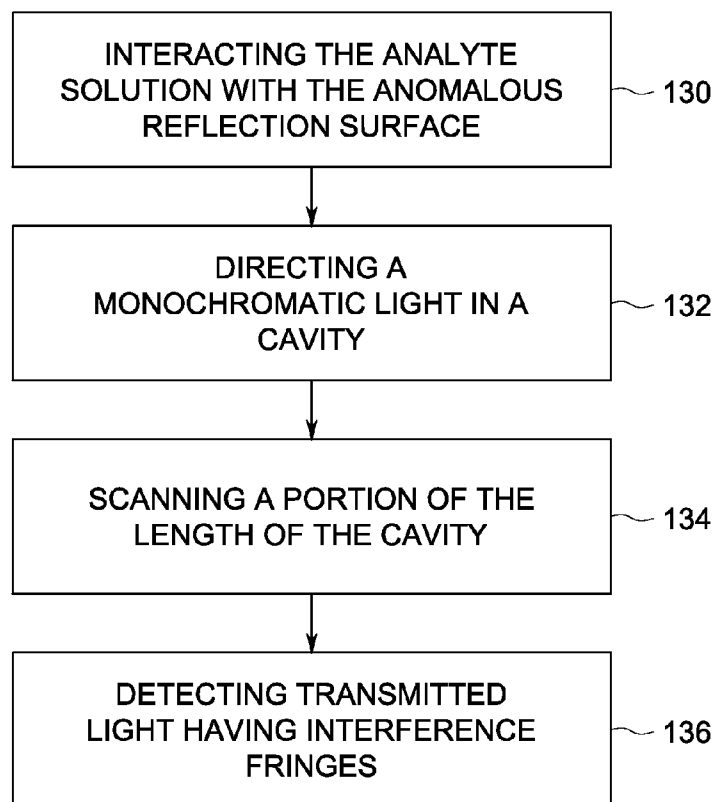 INTERACTING THE ANALYTE
SOLUTION WITH THE ANOMALOUS
REFLECTION SURFACE
130
DIRECTING A
MONOCHROMATIC LIGHT IN A
CAVITY
132
SCANNING A PORTION OF THE
LENGTH OF THE CAVITY
134
DETECTING TRANSMITTED
LIGHT HAVING INTERFERENCE
FRINGES
136